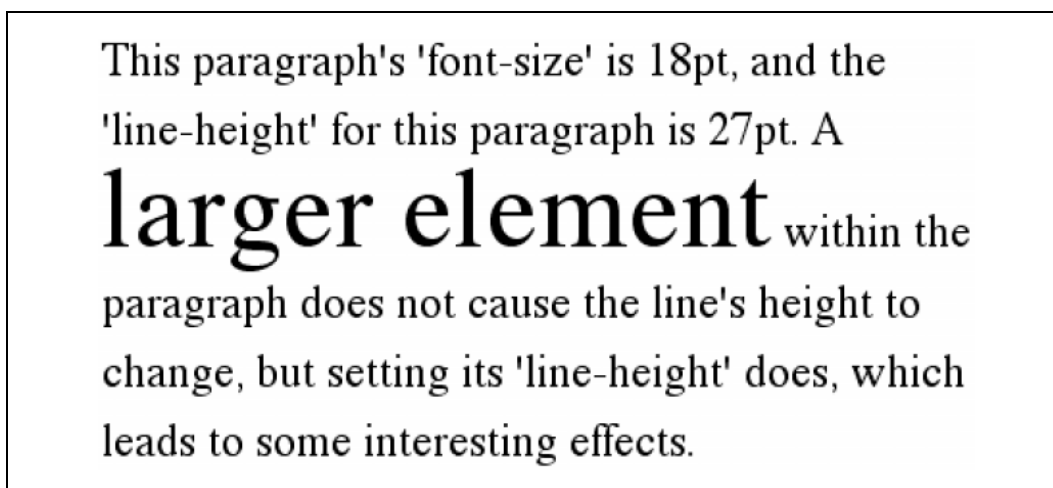 This paragraph's 'font-size' is 18pt, and the
'line-height' for this paragraph is 27pt. A
larger element within the
paragraph does not cause the line's height to
change, but setting its 'line-height' does, which
leads to some interesting effects.